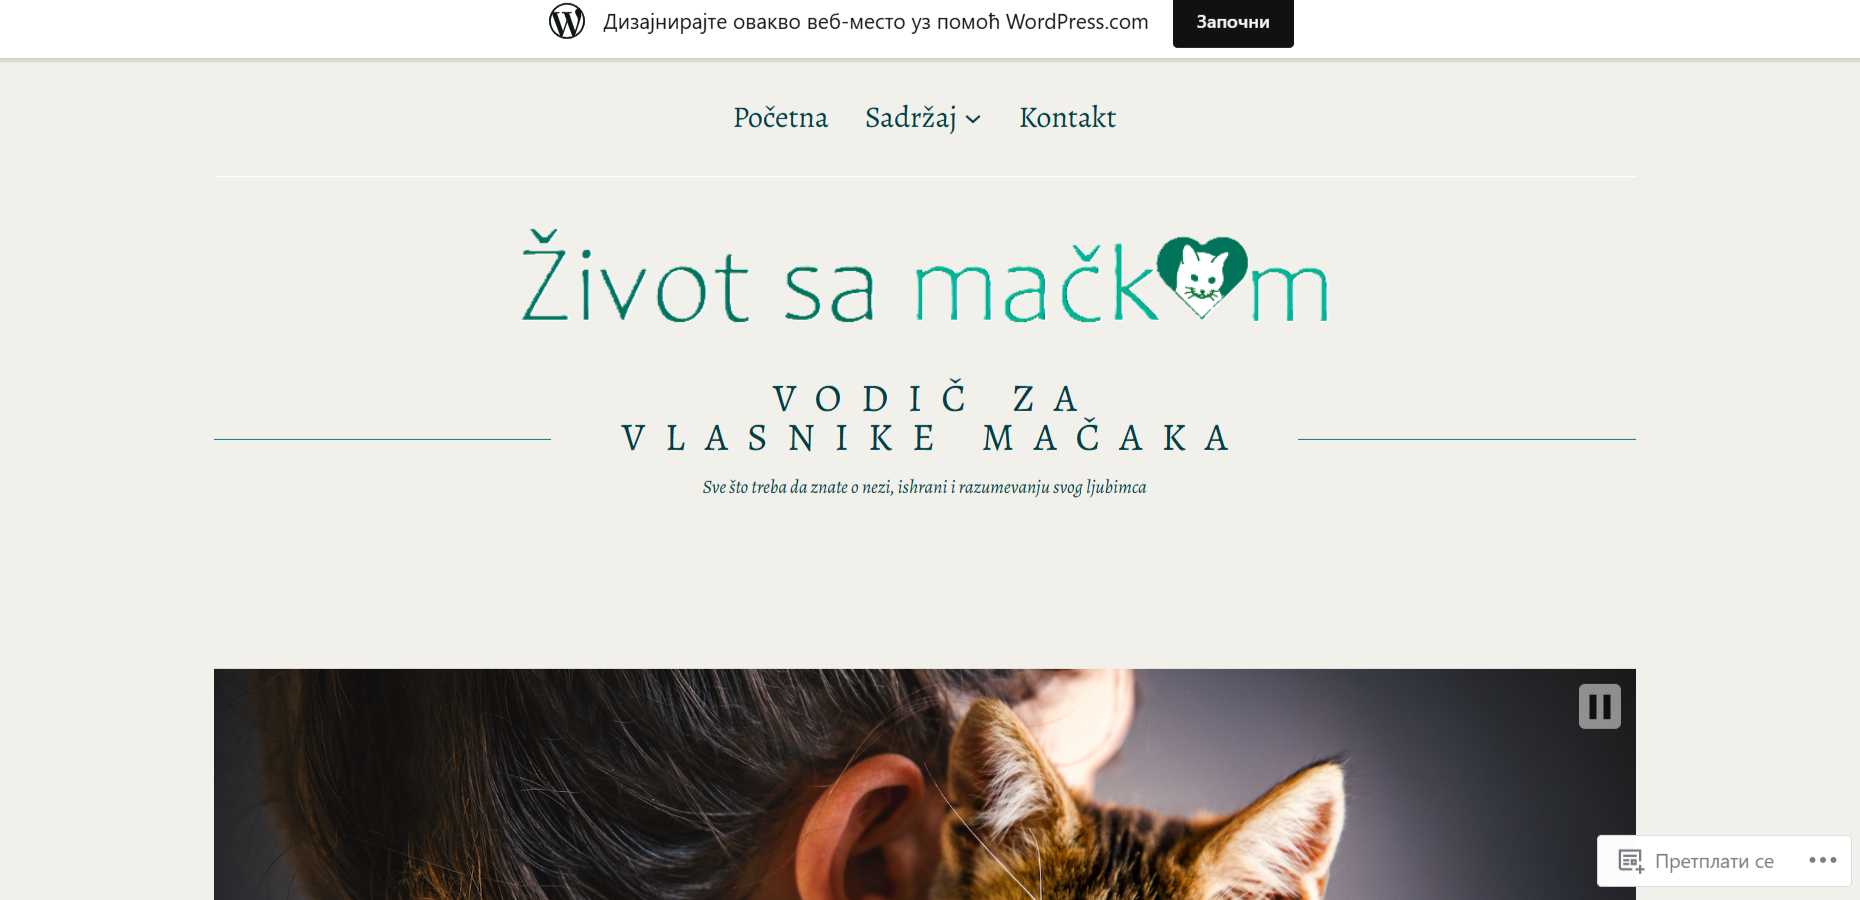 Дизајнирајте овакво веб-место уз помоћ WordPress.com
Започни
Početna Sadržaj Kontakt
Život sa mačkom
VODIČ ZA
VLASNIKE MAČAKA
Sve što treba da znate o nezi, ishrani i razumevanju svog ljubimca
Претплати се